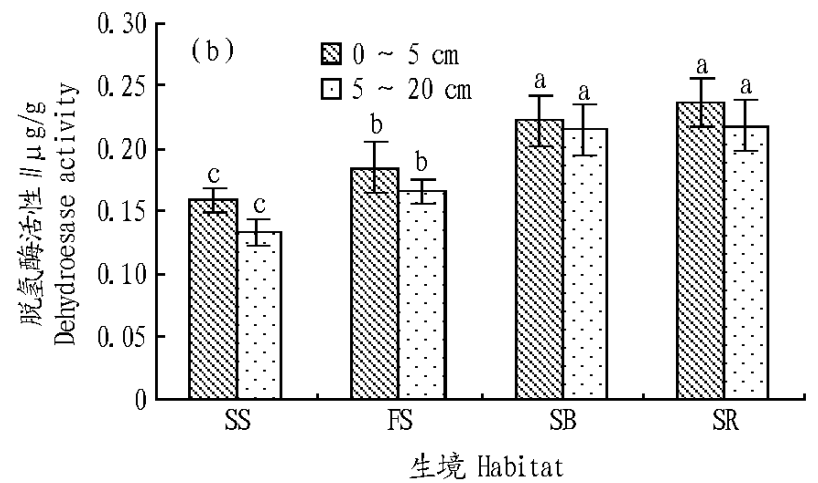 (b)
0 ~ 5 cm
5 ~ 20 cm
0.30
0.25
0.20
0.15
0.10
0.05
0
脱氢酶活性∥μg/g
Dehydroesase activity
c
c
b
b
a
a
a
a
SS
FS
SB
SR
生境 Habitat